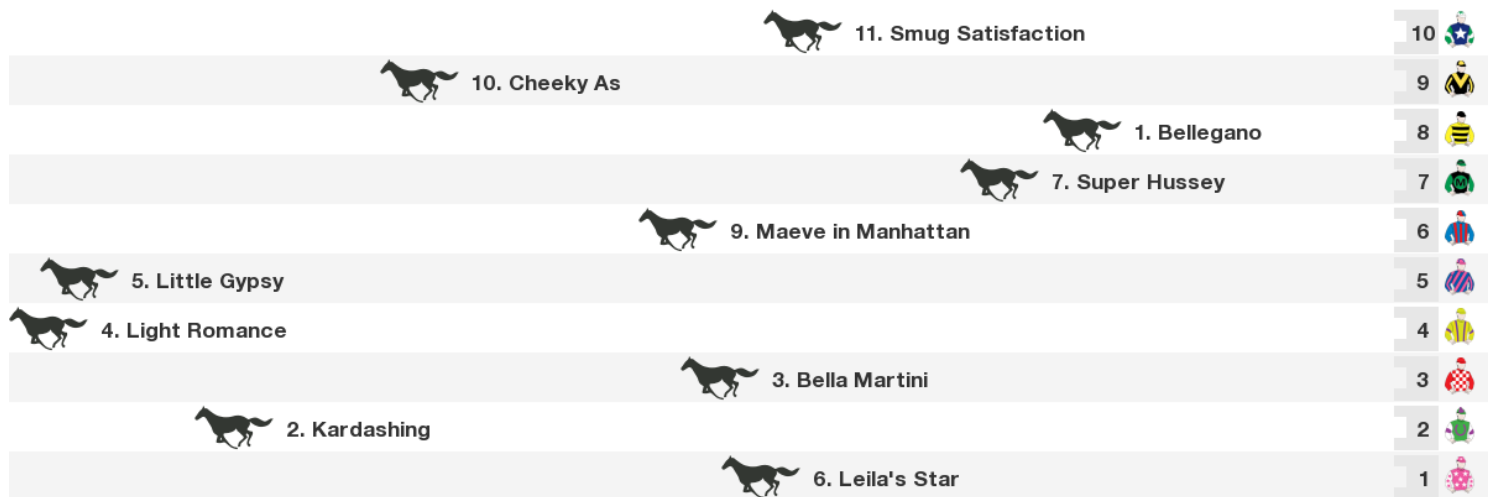 11. Smug Satisfaction 10
10. Cheeky As 9
1. Bellegano 8
7. Super Hussey 7
9. Maeve in Manhattan 6
5. Little Gypsy 5
4. Light Romance 4
3. Bella Martini 3
2. Kardashing 2
6. Leila's Star 1